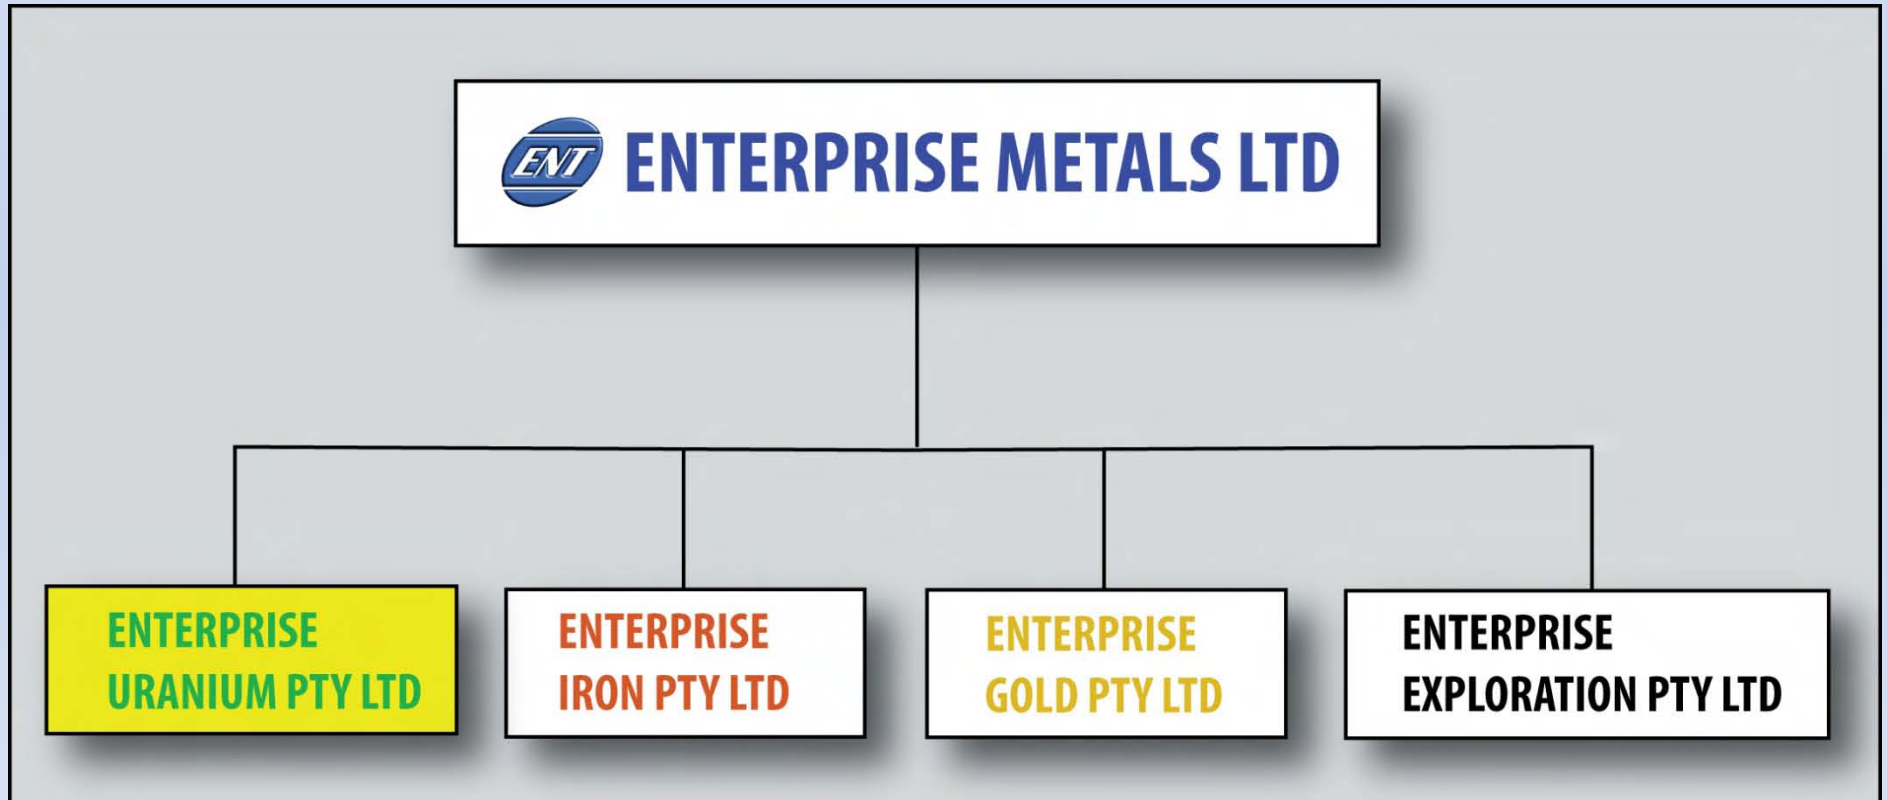 ENT ENTERPRISE METALS LTD
ENTERPRISE
URANIUM PTY LTD
ENTERPRISE
IRON PTY LTD
ENTERPRISE
GOLD PTY LTD
ENTERPRISE
EXPLORATION PTY LTD